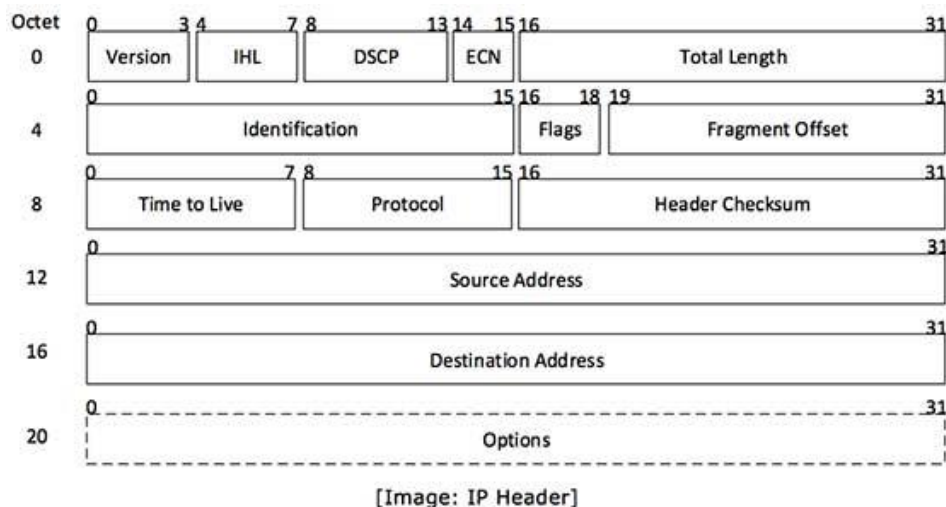 Octet 0 3 4 7 8 13 14 15 16 31
0 Version IHL DSCP ECN Total Length
0 15 16 18 19 31
4 Identification Flags Fragment Offset
0 7 8 15 16 31
8 Time to Live Protocol Header Checksum
0 31
12 Source Address
0 31
16 Destination Address
0 31
20 Options
[Image: IP Header]